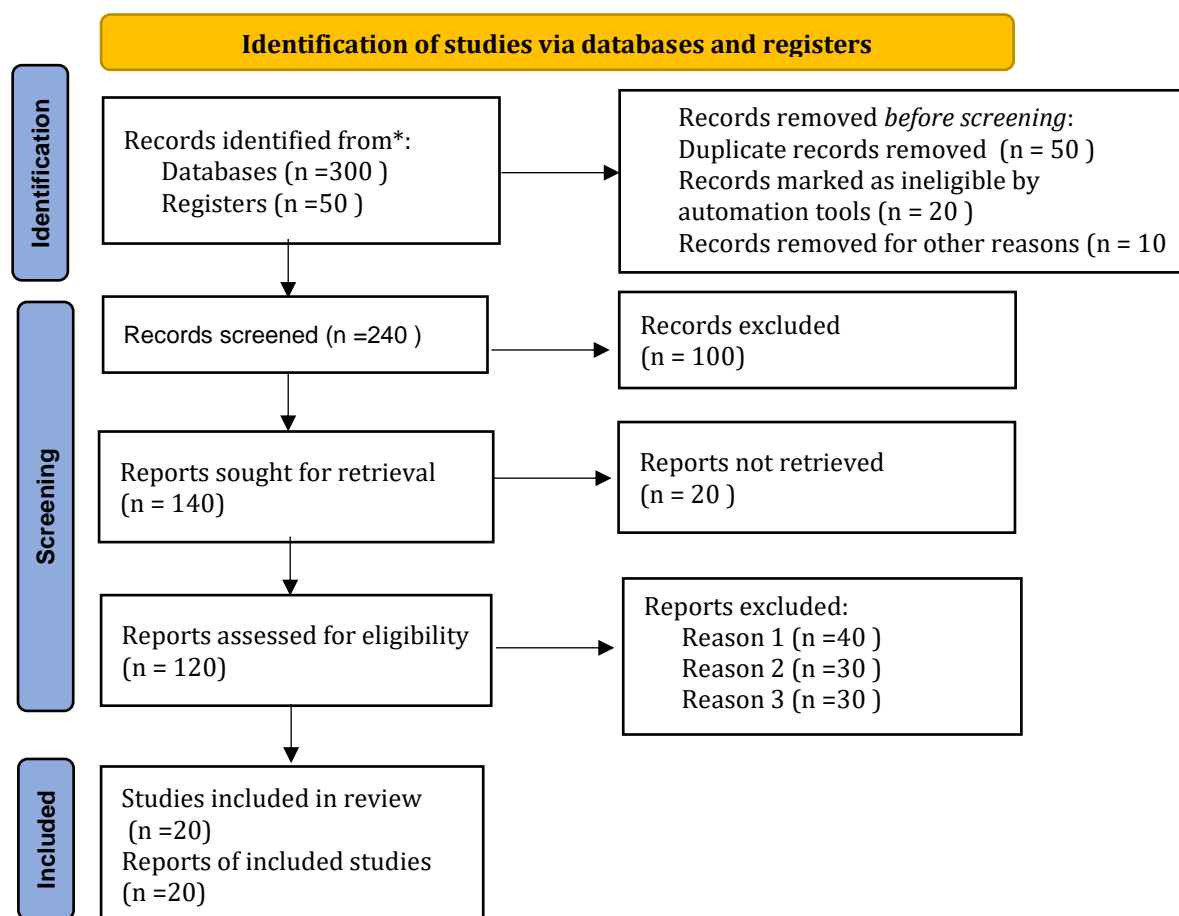 Identification of studies via databases and registers
Identification
Records identified from*:
Databases (n =300 )
Registers (n =50 )
Records removed before screening:
Duplicate records removed (n = 50 )
Records marked as ineligible by
automation tools (n = 20 )
Records removed for other reasons (n = 10
Screening
Records screened (n =240 )
Records excluded
(n = 100)
Reports sought for retrieval
(n = 140)
Reports not retrieved
(n = 20 )
Reports assessed for eligibility
(n = 120)
Reports excluded:
Reason 1 (n =40 )
Reason 2 (n =30 )
Reason 3 (n =30 )
Included
Studies included in review
(n =20)
Reports of included studies
(n =20)